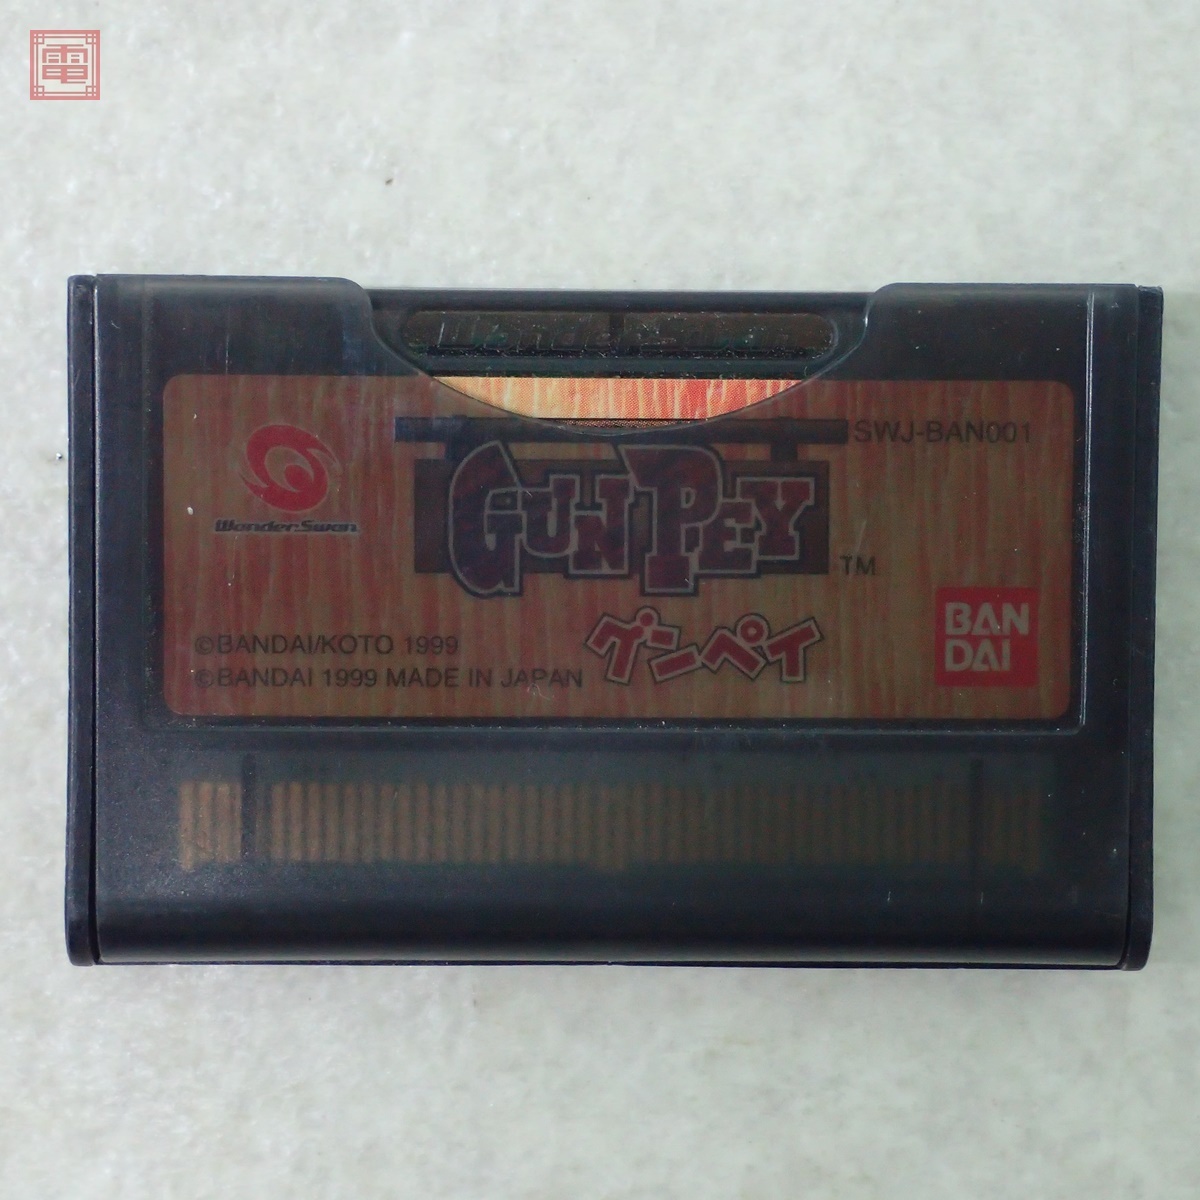 電
WonderSwan
SWJ-BAN001
GUNPEY
TM
WonderSwan
グンペイ
BAN
DAI
©BANDAI/KOTO 1999
©BANDAI 1999 MADE IN JAPAN